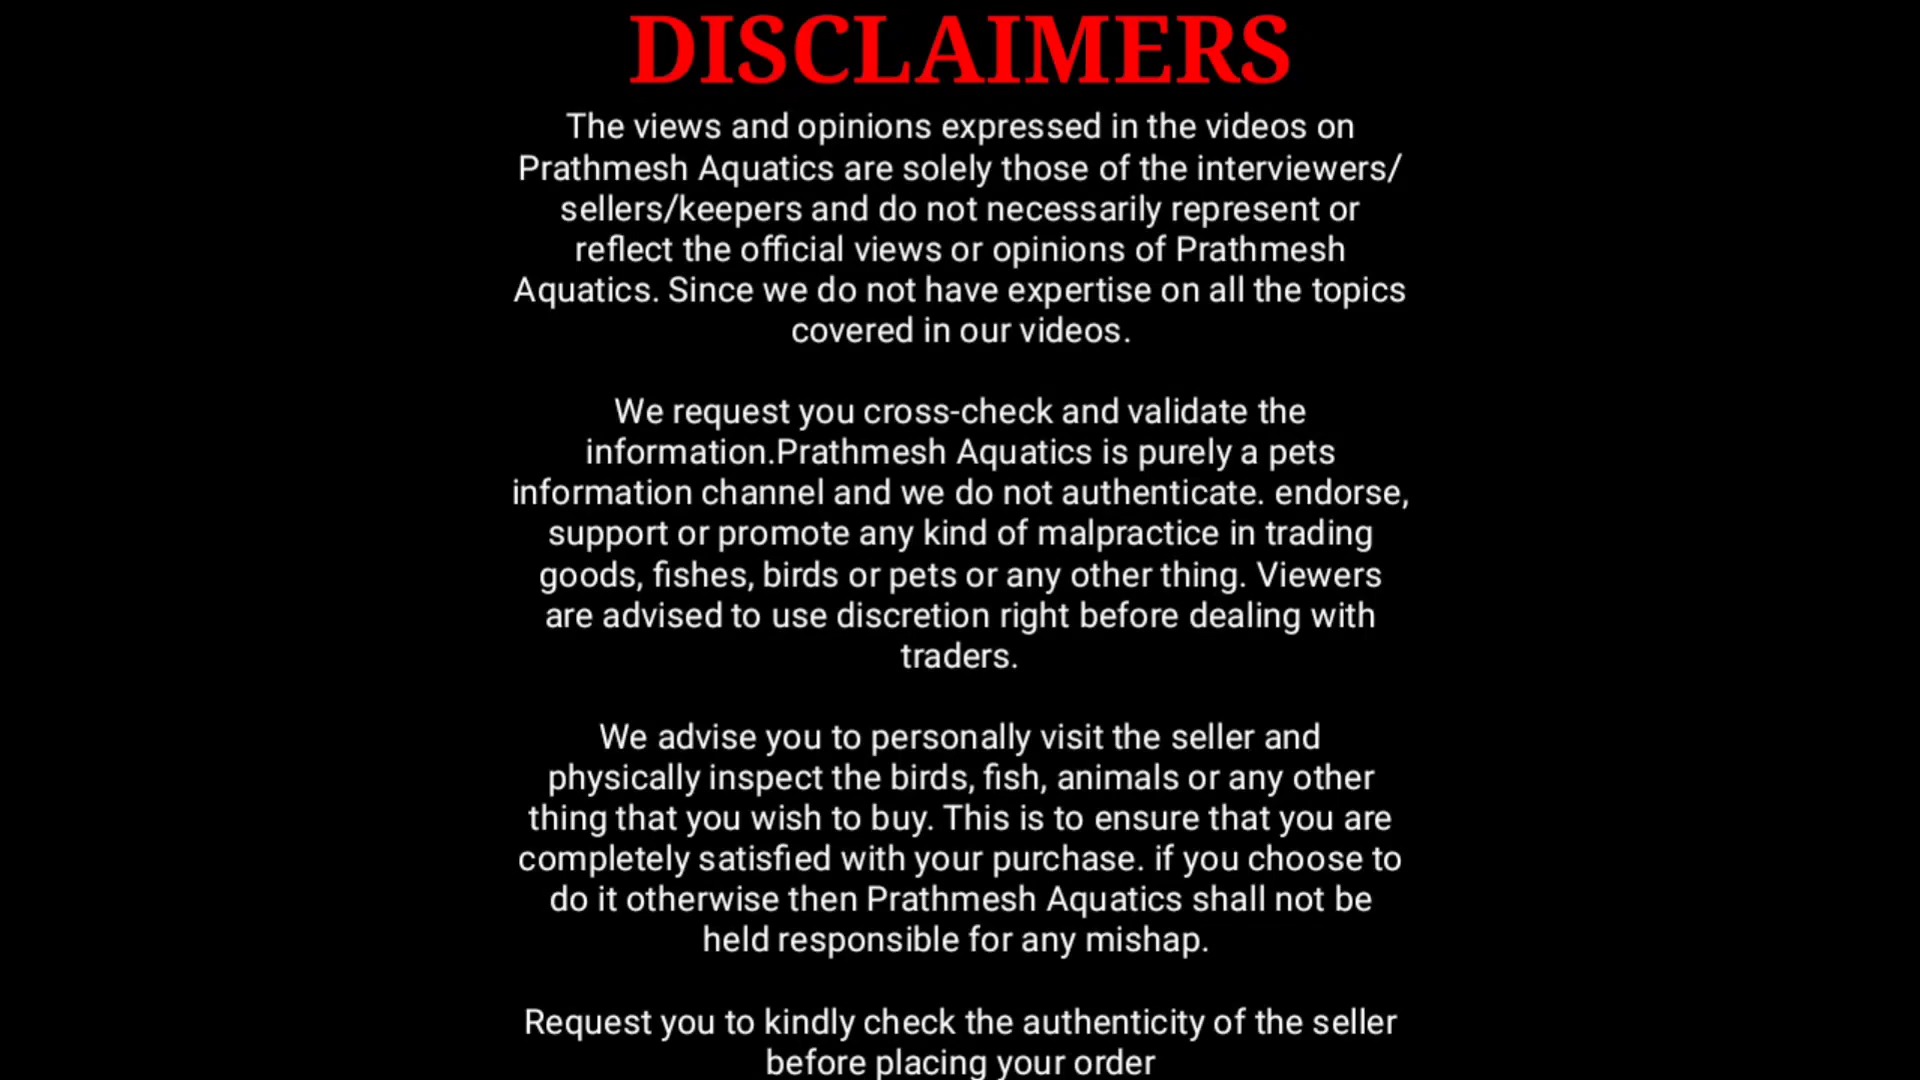 DISCLAIMERS
The views and opinions expressed in the videos on
Prathmesh Aquatics are solely those of the interviewers/
sellers/keepers and do not necessarily represent or
reflect the official views or opinions of Prathmesh
Aquatics. Since we do not have expertise on all the topics
covered in our videos.
We request you cross-check and validate the
information.Prathmesh Aquatics is purely a pets
information channel and we do not authenticate. endorse,
support or promote any kind of malpractice in trading
goods, fishes, birds or pets or any other thing. Viewers
are advised to use discretion right before dealing with
traders.
We advise you to personally visit the seller and
physically inspect the birds, fish, animals or any other
thing that you wish to buy. This is to ensure that you are
completely satisfied with your purchase. if you choose to
do it otherwise then Prathmesh Aquatics shall not be
held responsible for any mishap.
Request you to kindly check the authenticity of the seller
before placing your order